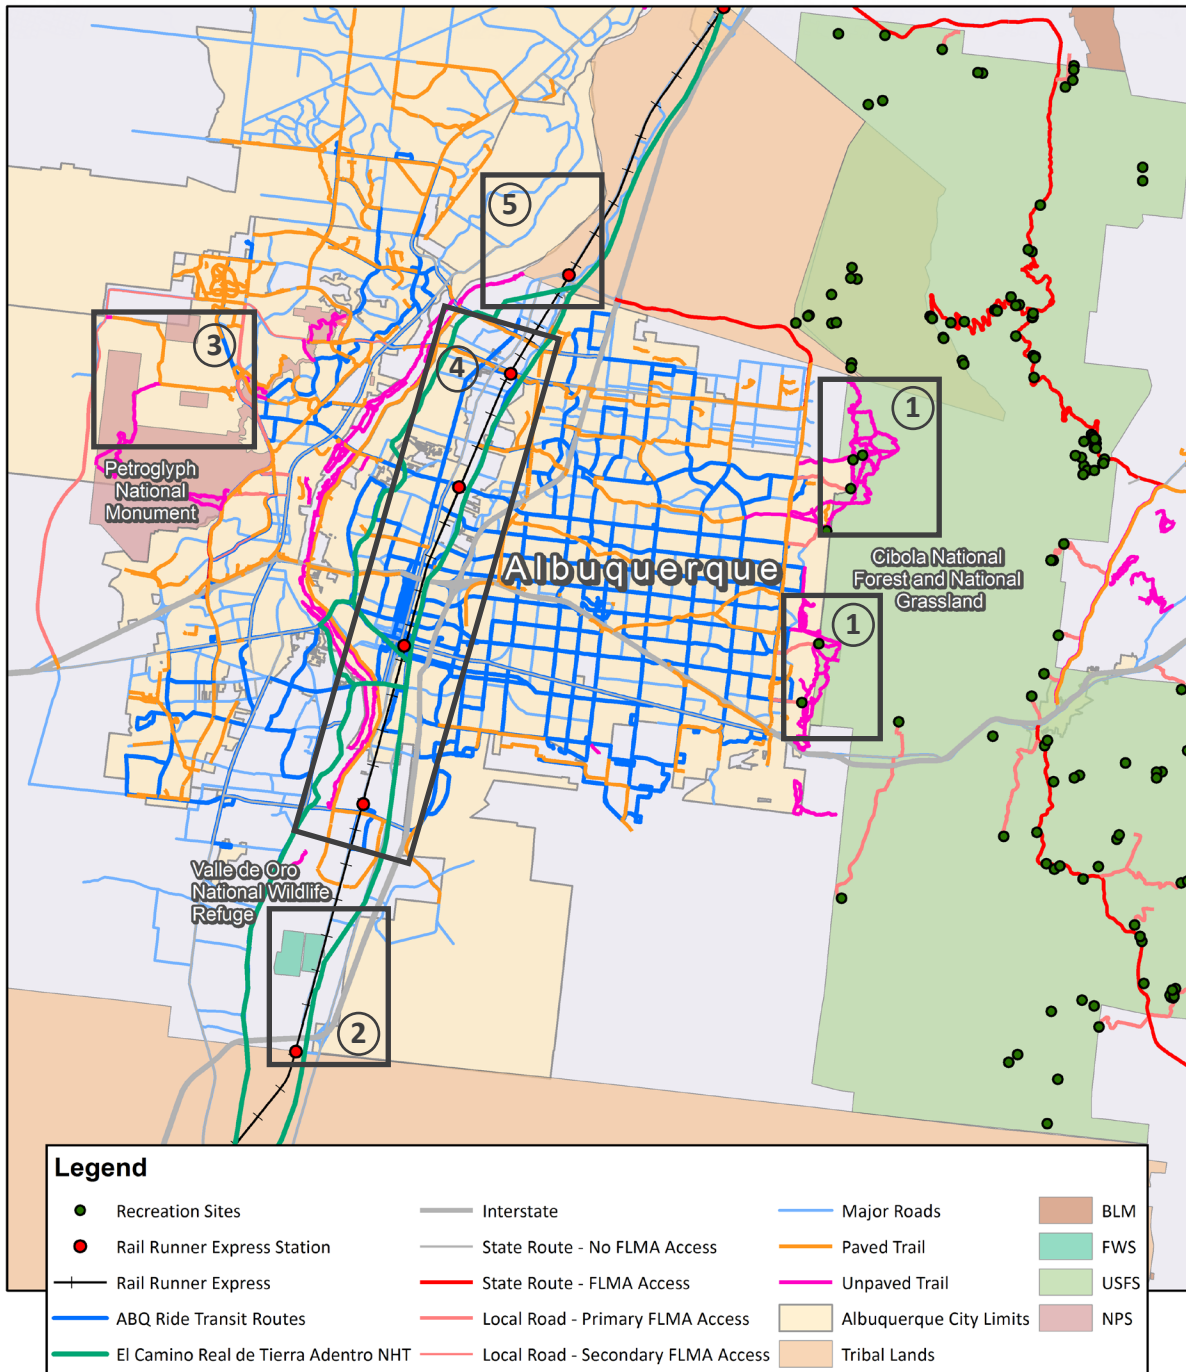 5
3
4
1
Petroglyph
National
Monument
Albuquerque
Cibola National
Forest and National
Grassland
1
Valle de Oro
National Wildlife
Refuge
2
Legend
Recreation Sites
Rail Runner Express Station
Rail Runner Express
ABQ Ride Transit Routes
El Camino Real de Tierra Adentro NHT
Interstate
State Route - No FLMA Access
State Route - FLMA Access
Local Road - Primary FLMA Access
Local Road - Secondary FLMA Access
Major Roads
Paved Trail
Unpaved Trail
Albuquerque City Limits
Tribal Lands
BLM
FWS
USFS
NPS